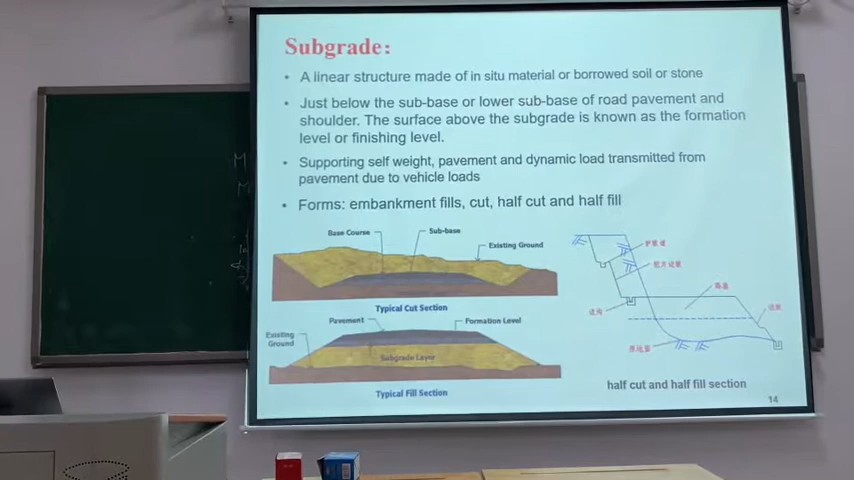 Subgrade:
• A linear structure made of in situ material or borrowed soil or stone
• Just below the sub-base or lower sub-base of road pavement and
shoulder. The surface above the subgrade is known as the formation
level or finishing level.
• Supporting self weight, pavement and dynamic load transmitted from
pavement due to vehicle loads
• Forms: embankment fills, cut, half cut and half fill
Base Course
Sub-base
Existing Ground
Typical Cut Section
Pavement
Formation Level
Existing
Ground
Subgrade Layer
Typical Fill Section
路基
边沟
half cut and half fill section
14